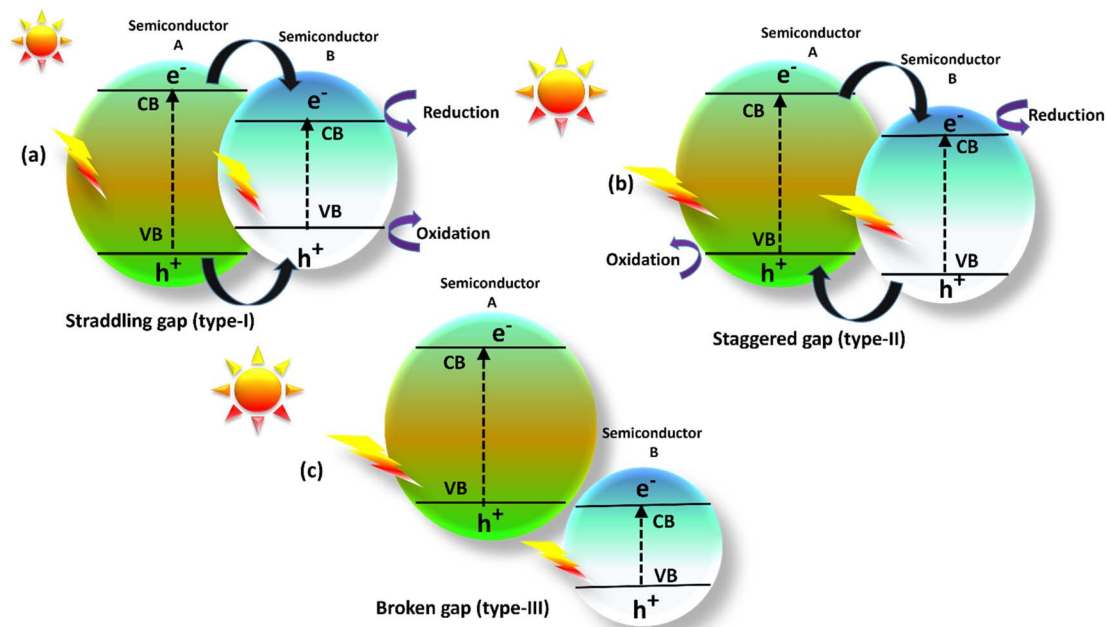 Semiconductor
A
Semiconductor
B
e-
CB
e-
CB
Reduction
(a)
VB
VB
Oxidation
h+
h+
Straddling gap (type-I)
Semiconductor
A
Semiconductor
B
e-
CB
e-
CB
Reduction
(b)
VB
VB
Oxidation
h+
h+
Staggered gap (type-II)
Semiconductor
A
e-
CB
Semiconductor
B
(c)
VB
h+
e-
CB
VB
h+
Broken gap (type-III)